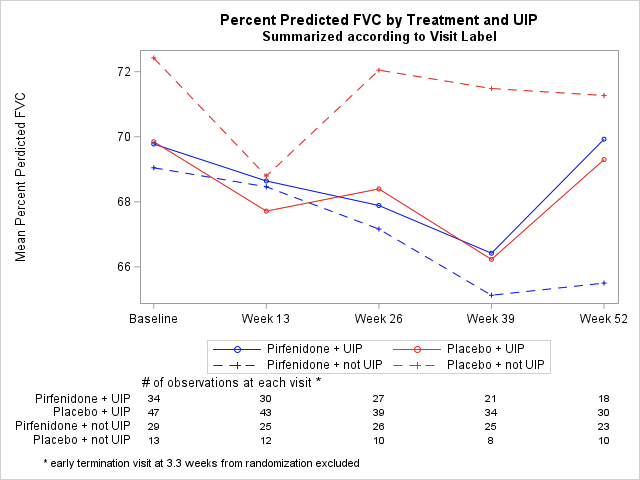 Percent Predicted FVC by Treatment and UIP
Summarized according to Visit Label
Mean Percent Perdicted FVC
72
70
68
66
Baseline Week 13 Week 26 Week 39 Week 52
Pirfenidone + UIP Placebo + UIP
Pirfenidone + not UIP Placebo + not UIP
# of observations at each visit *
Pirfenidone + UIP 34 30 27 21 18
Placebo + UIP 47 43 39 34 30
Pirfenidone + not UIP 29 25 26 25 23
Placebo + not UIP 13 12 10 8 10
* early termination visit at 3.3 weeks from randomization excluded